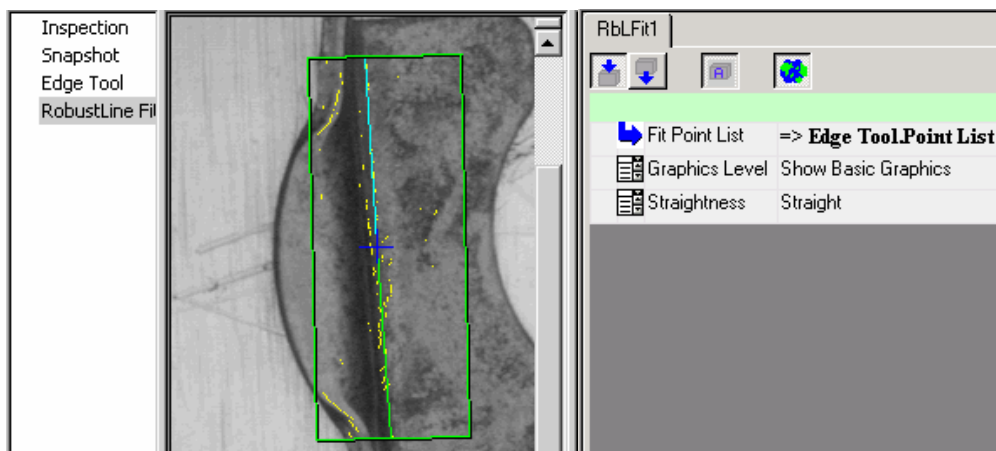 Inspection
Snapshot
Edge Tool
RobustLine Fi
RbLFit1
A
Fit Point List => Edge Tool.Point List
Graphics Level Show Basic Graphics
Straightness Straight